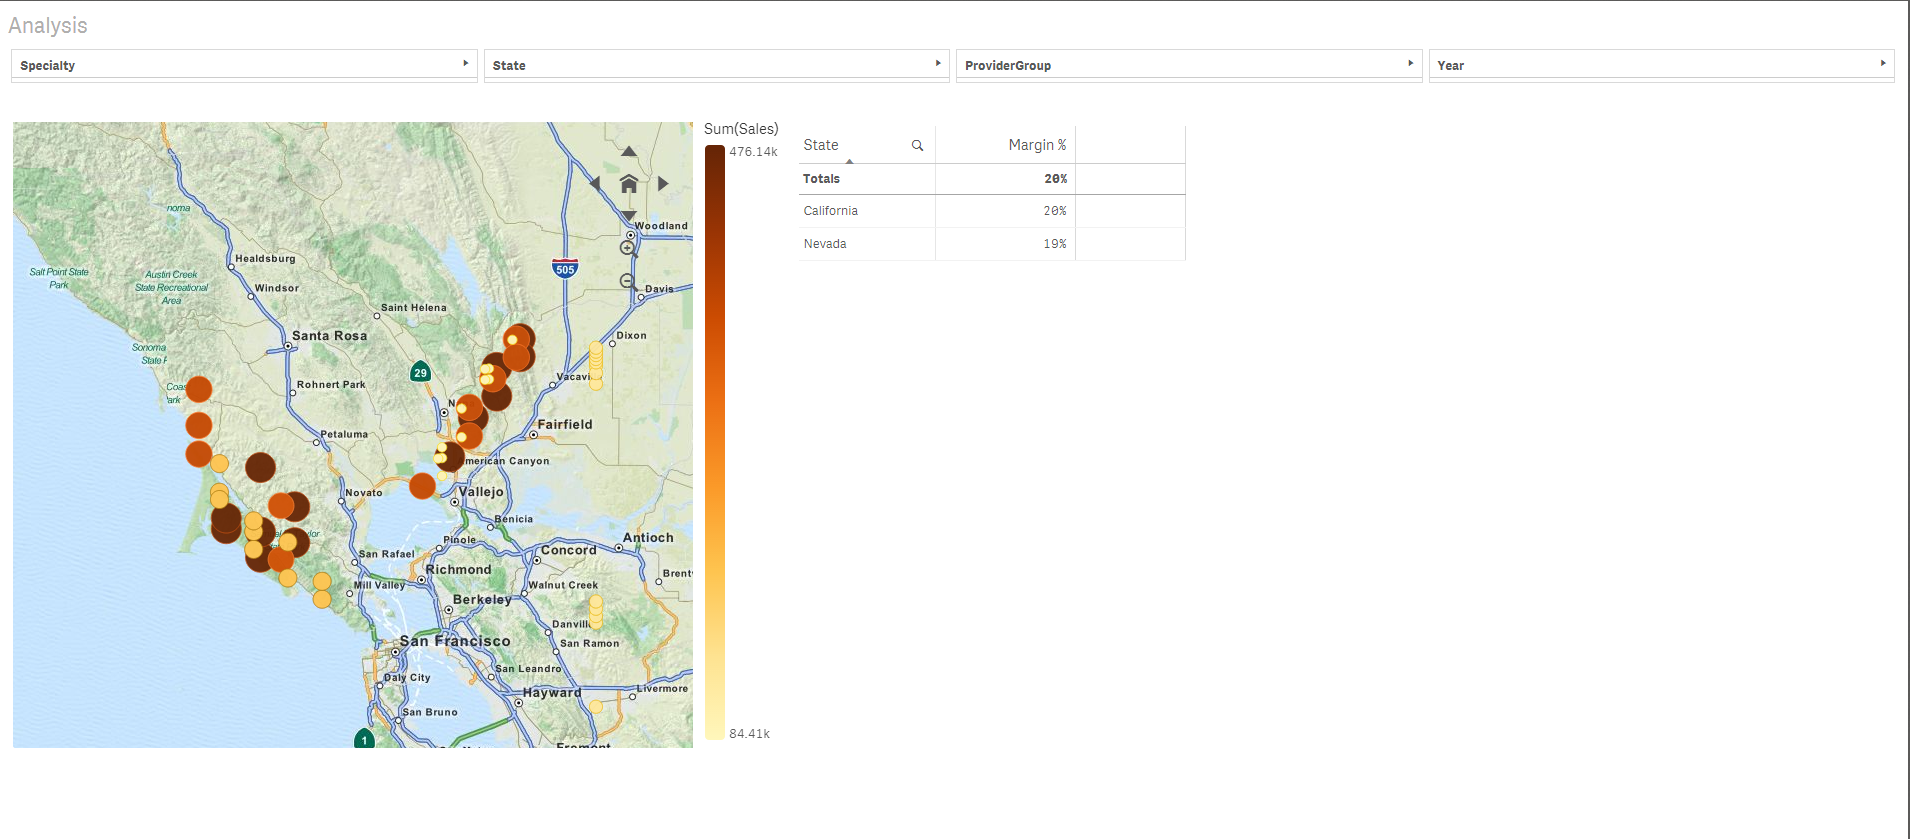 Analysis
Specialty
State
ProviderGroup
Year
Sum(Sales)
476.14k
84.41k
State
Margin %
Totals
20%
California
20%
Nevada
19%
noma
Woodland
Healdsburg
505
Salt Point State
Park
Austin Creek
State Recreational
Area
Windsor
Davis
Saint Helena
Santa Rosa
Dixon
Sonoma
State P
29
Vacavi
Rohnert Park
Coas
ark
N
Fairfield
Petaluma
merican Canyon
Novato
Vallejo
Benicia
ylor
Pinole
Antioch
San Rafael
Concord
Richmond
Brent
Mill Valley
Walnut Creek
Berkeley
Danvill
San Francisco
San Ramon
San Leandro
Daly City
Hayward
Livermore
San Bruno
1
Fremont